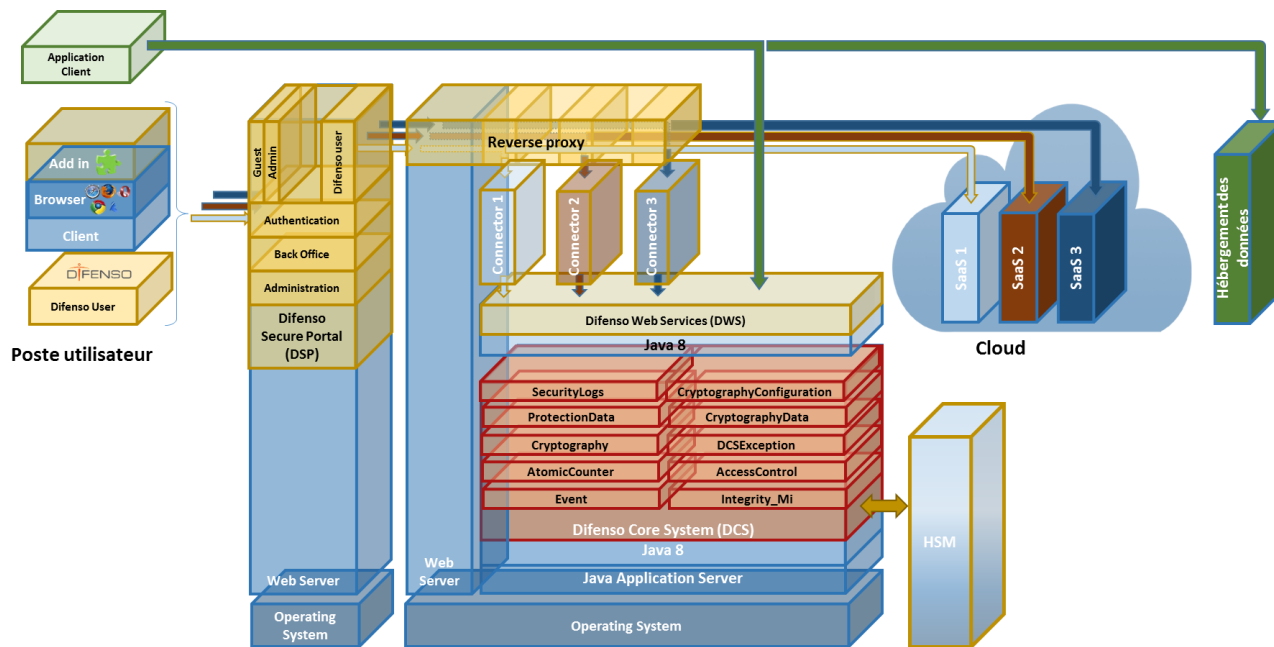 Application
Client
Add in
Browser
Client
DIFENSO
Difenso User
Poste utilisateur
Guest
Admin
Difenso user
Authentication
Back Office
Administration
Difenso
Secure Portal
(DSP)
Web Server
Operating
System
Reverse proxy
Connector 1
Connector 2
Connector 3
Difenso Web Services (DWS)
Java 8
SecurityLogs
CryptographyConfiguration
ProtectionData
CryptographyData
Cryptography
DCSException
AtomicCounter
AccessControl
Event
Integrity_Mi
Difenso Core System (DCS)
Java 8
Web
Server
Java Application Server
Operating System
HSM
SaaS 1
SaaS 2
SaaS 3
Cloud
Hébergement des
données